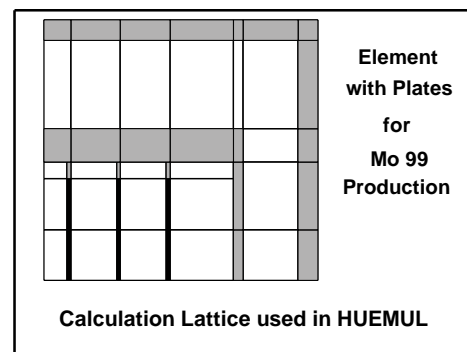 Element
with Plates
for
Mo 99
Production
Calculation Lattice used in HUEMUL